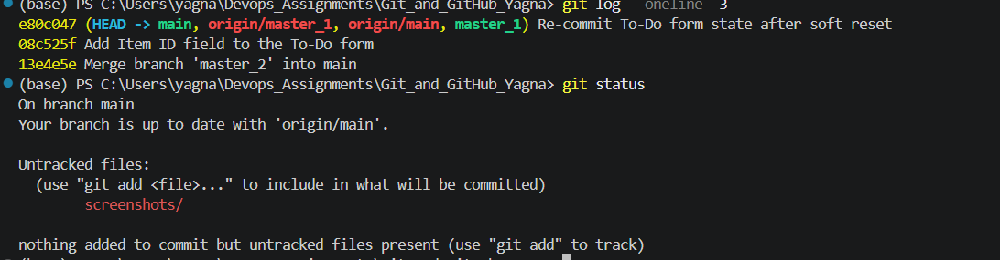 (base) PS C:\Users\yagna\Devops_Assignments\Git_and_GitHub_Yagna> git log --oneline -3
e80c047 (HEAD -> main, origin/master_1, origin/main, master_1) Re-commit To-Do form state after soft reset
08c525f Add Item ID field to the To-Do form
13e4e5e Merge branch 'master_2' into main
(base) PS C:\Users\yagna\Devops_Assignments\Git_and_GitHub_Yagna> git status
On branch main
Your branch is up to date with 'origin/main'.
Untracked files:
(use "git add <file>..." to include in what will be committed)
screenshots/
nothing added to commit but untracked files present (use "git add" to track)